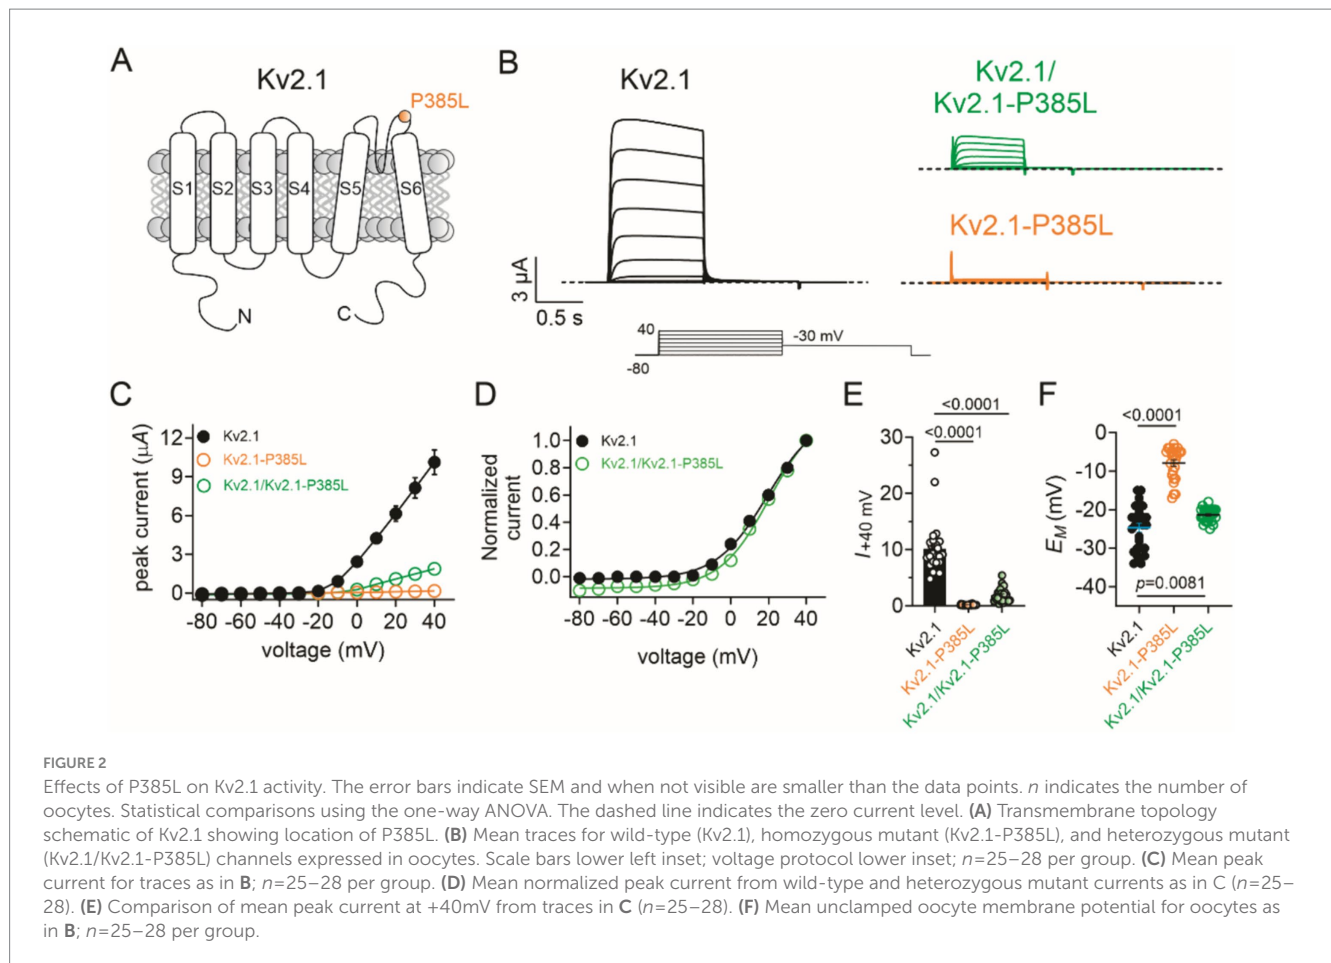 A
Kv2.1
P385L
S1
S2
S3
S4
S5
S6
N
C
B
Kv2.1
Kv2.1/
Kv2.1-P385L
Kv2.1-P385L
3 µA
0.5 s
40
-30 mV
-80
C
peak current (µA)
12
9
6
3
0
Kv2.1
Kv2.1-P385L
Kv2.1/Kv2.1-P385L
-80 -60 -40 -20 0 20 40
voltage (mV)
D
Normalized
current
1.0
0.8
0.6
0.4
0.2
0.0
Kv2.1
Kv2.1/Kv2.1-P385L
-80 -60 -40 -20 0 20 40
voltage (mV)
E
<0.0001
<0.0001
I+40 mV
30
20
10
0
Kv2.1
Kv2.1-P385L
Kv2.1/Kv2.1-P385L
F
<0.0001
EM (mV)
0
-10
-20
-30
-40
p=0.0081
Kv2.1
Kv2.1-P385L
Kv2.1/Kv2.1-P385L
FIGURE 2
Effects of P385L on Kv2.1 activity. The error bars indicate SEM and when not visible are smaller than the data points. n indicates the number of
oocytes. Statistical comparisons using the one-way ANOVA. The dashed line indicates the zero current level. (A) Transmembrane topology
schematic of Kv2.1 showing location of P385L. (B) Mean traces for wild-type (Kv2.1), homozygous mutant (Kv2.1-P385L), and heterozygous mutant
(Kv2.1/Kv2.1-P385L) channels expressed in oocytes. Scale bars lower left inset; voltage protocol lower inset; n=25–28 per group. (C) Mean peak
current for traces as in B; n=25–28 per group. (D) Mean normalized peak current from wild-type and heterozygous mutant currents as in C (n=25–
28). (E) Comparison of mean peak current at +40mV from traces in C (n=25–28). (F) Mean unclamped oocyte membrane potential for oocytes as
in B; n=25–28 per group.